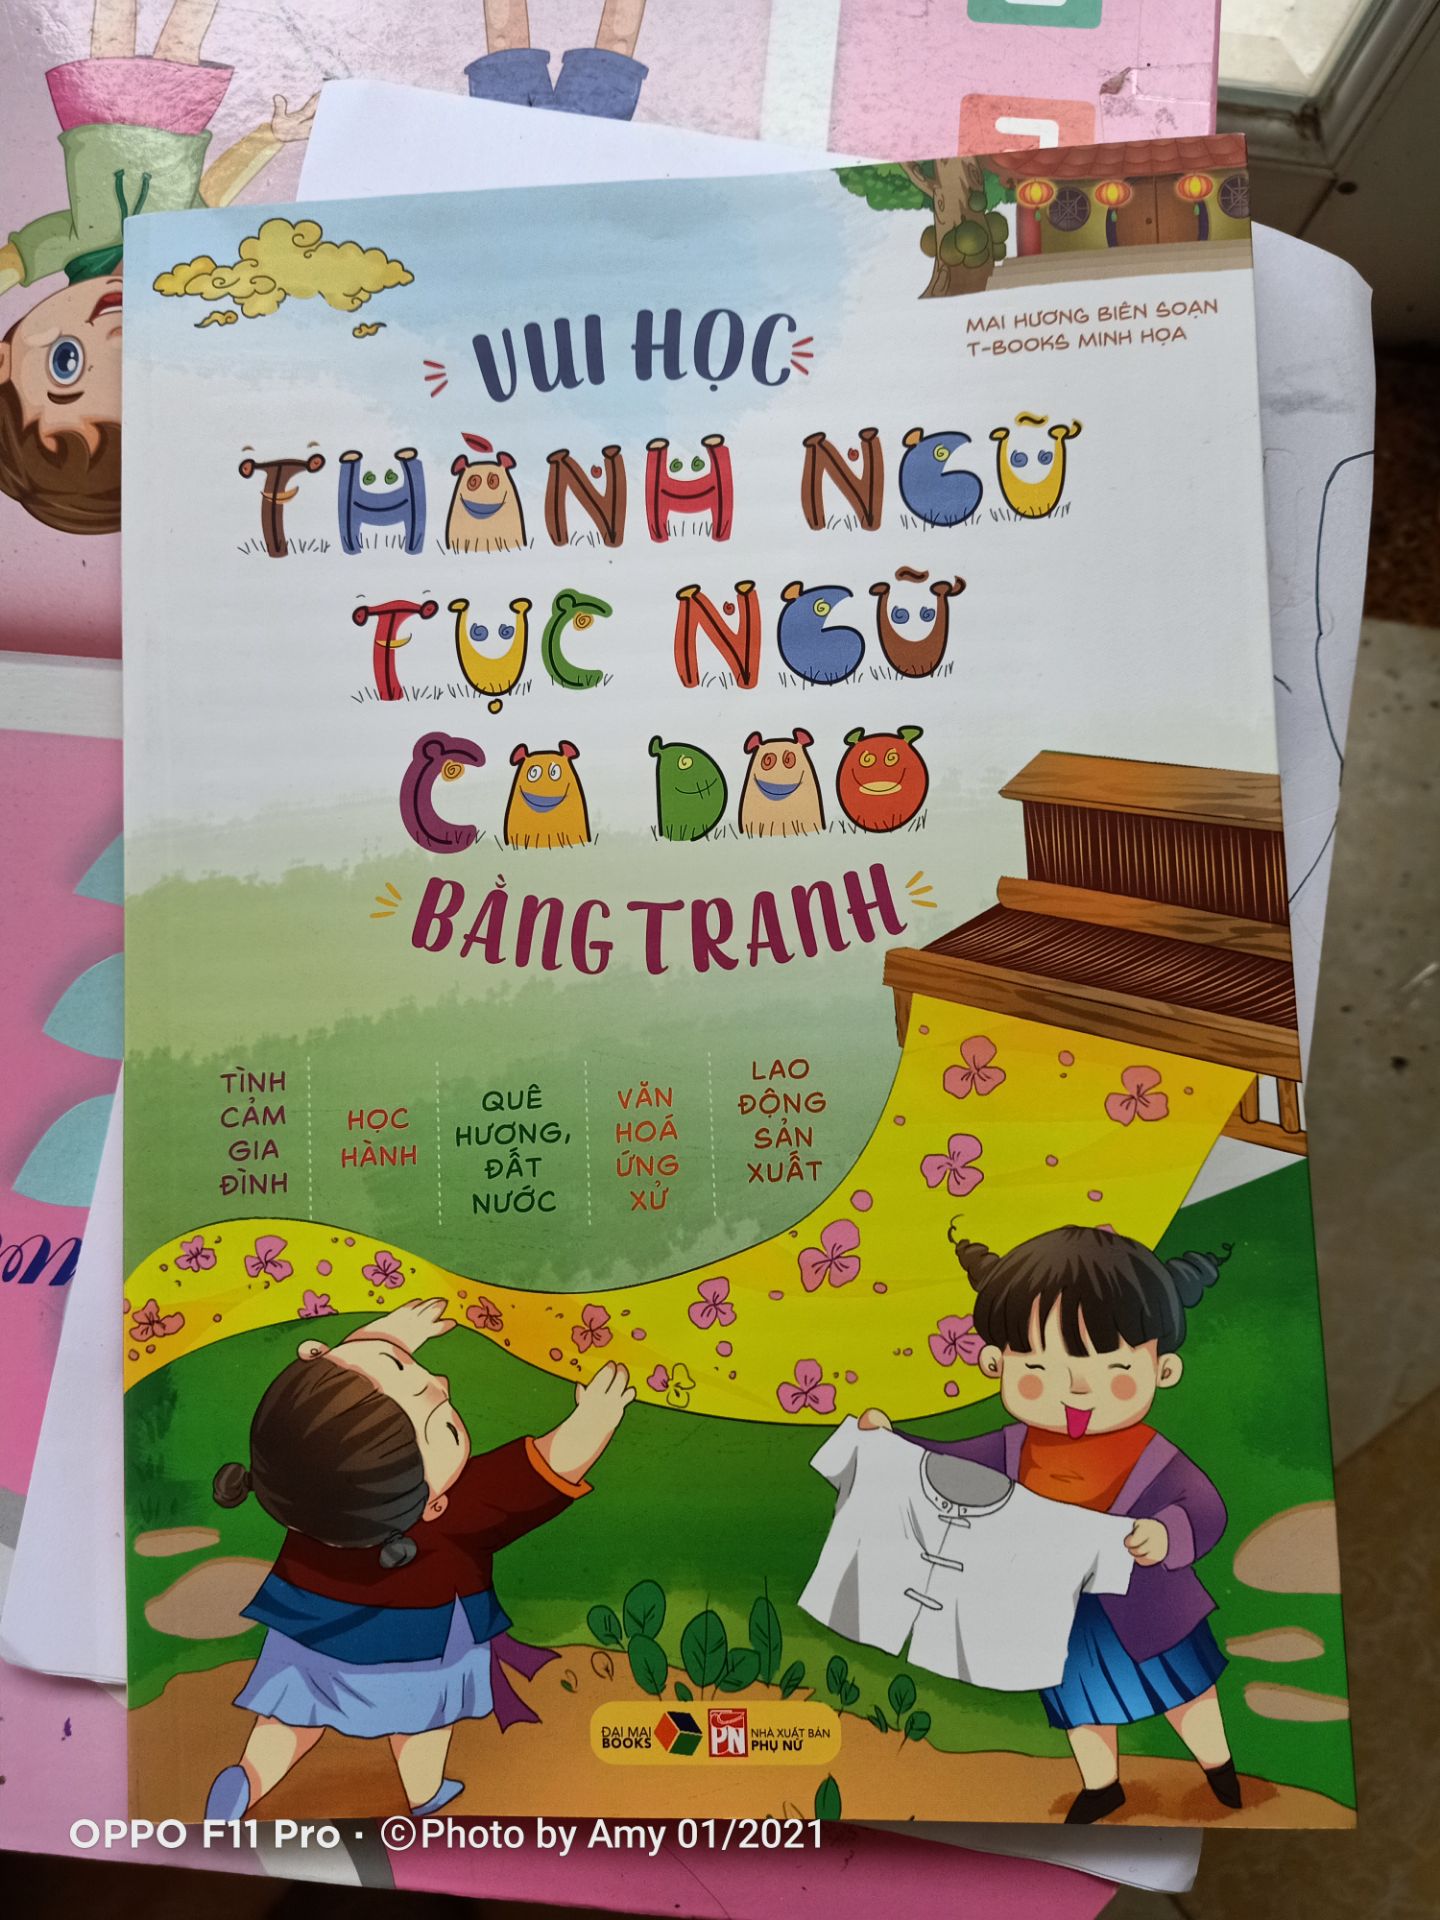 MAI HƯƠNG BIÊN SOẠN
T-BOOKS MINH HỌA
VUI HỌC
THÀNH NGỮ
TỤC NGỮ
CA DAO
BẰNG TRANH
TÌNH
CẢM
GIA
ĐÌNH
HỌC
HÀNH
QUÊ
HƯƠNG,
ĐẤT
NƯỚC
VĂN
HOÁ
ỨNG
XỬ
LAO
ĐỘNG
SẢN
XUẤT
ĐẠI MAI
BOOKS
PN
NHÀ XUẤT BẢN
PHỤ NỮ
OPPO F11 Pro · ©Photo by Amy 01/2021